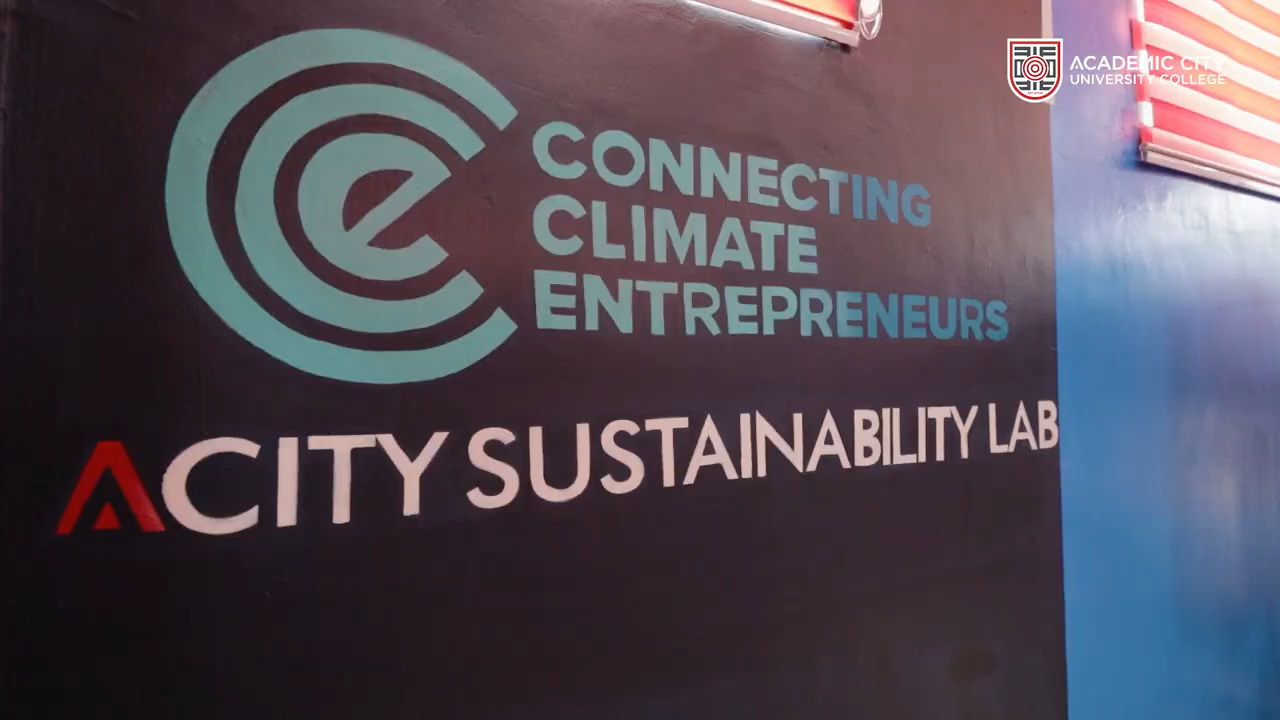 ACADEMIC CITY
UNIVERSITY COLLEGE
CONNECTING
CLIMATE
ENTREPRENEURS
ACITY SUSTAINABILITY LAB